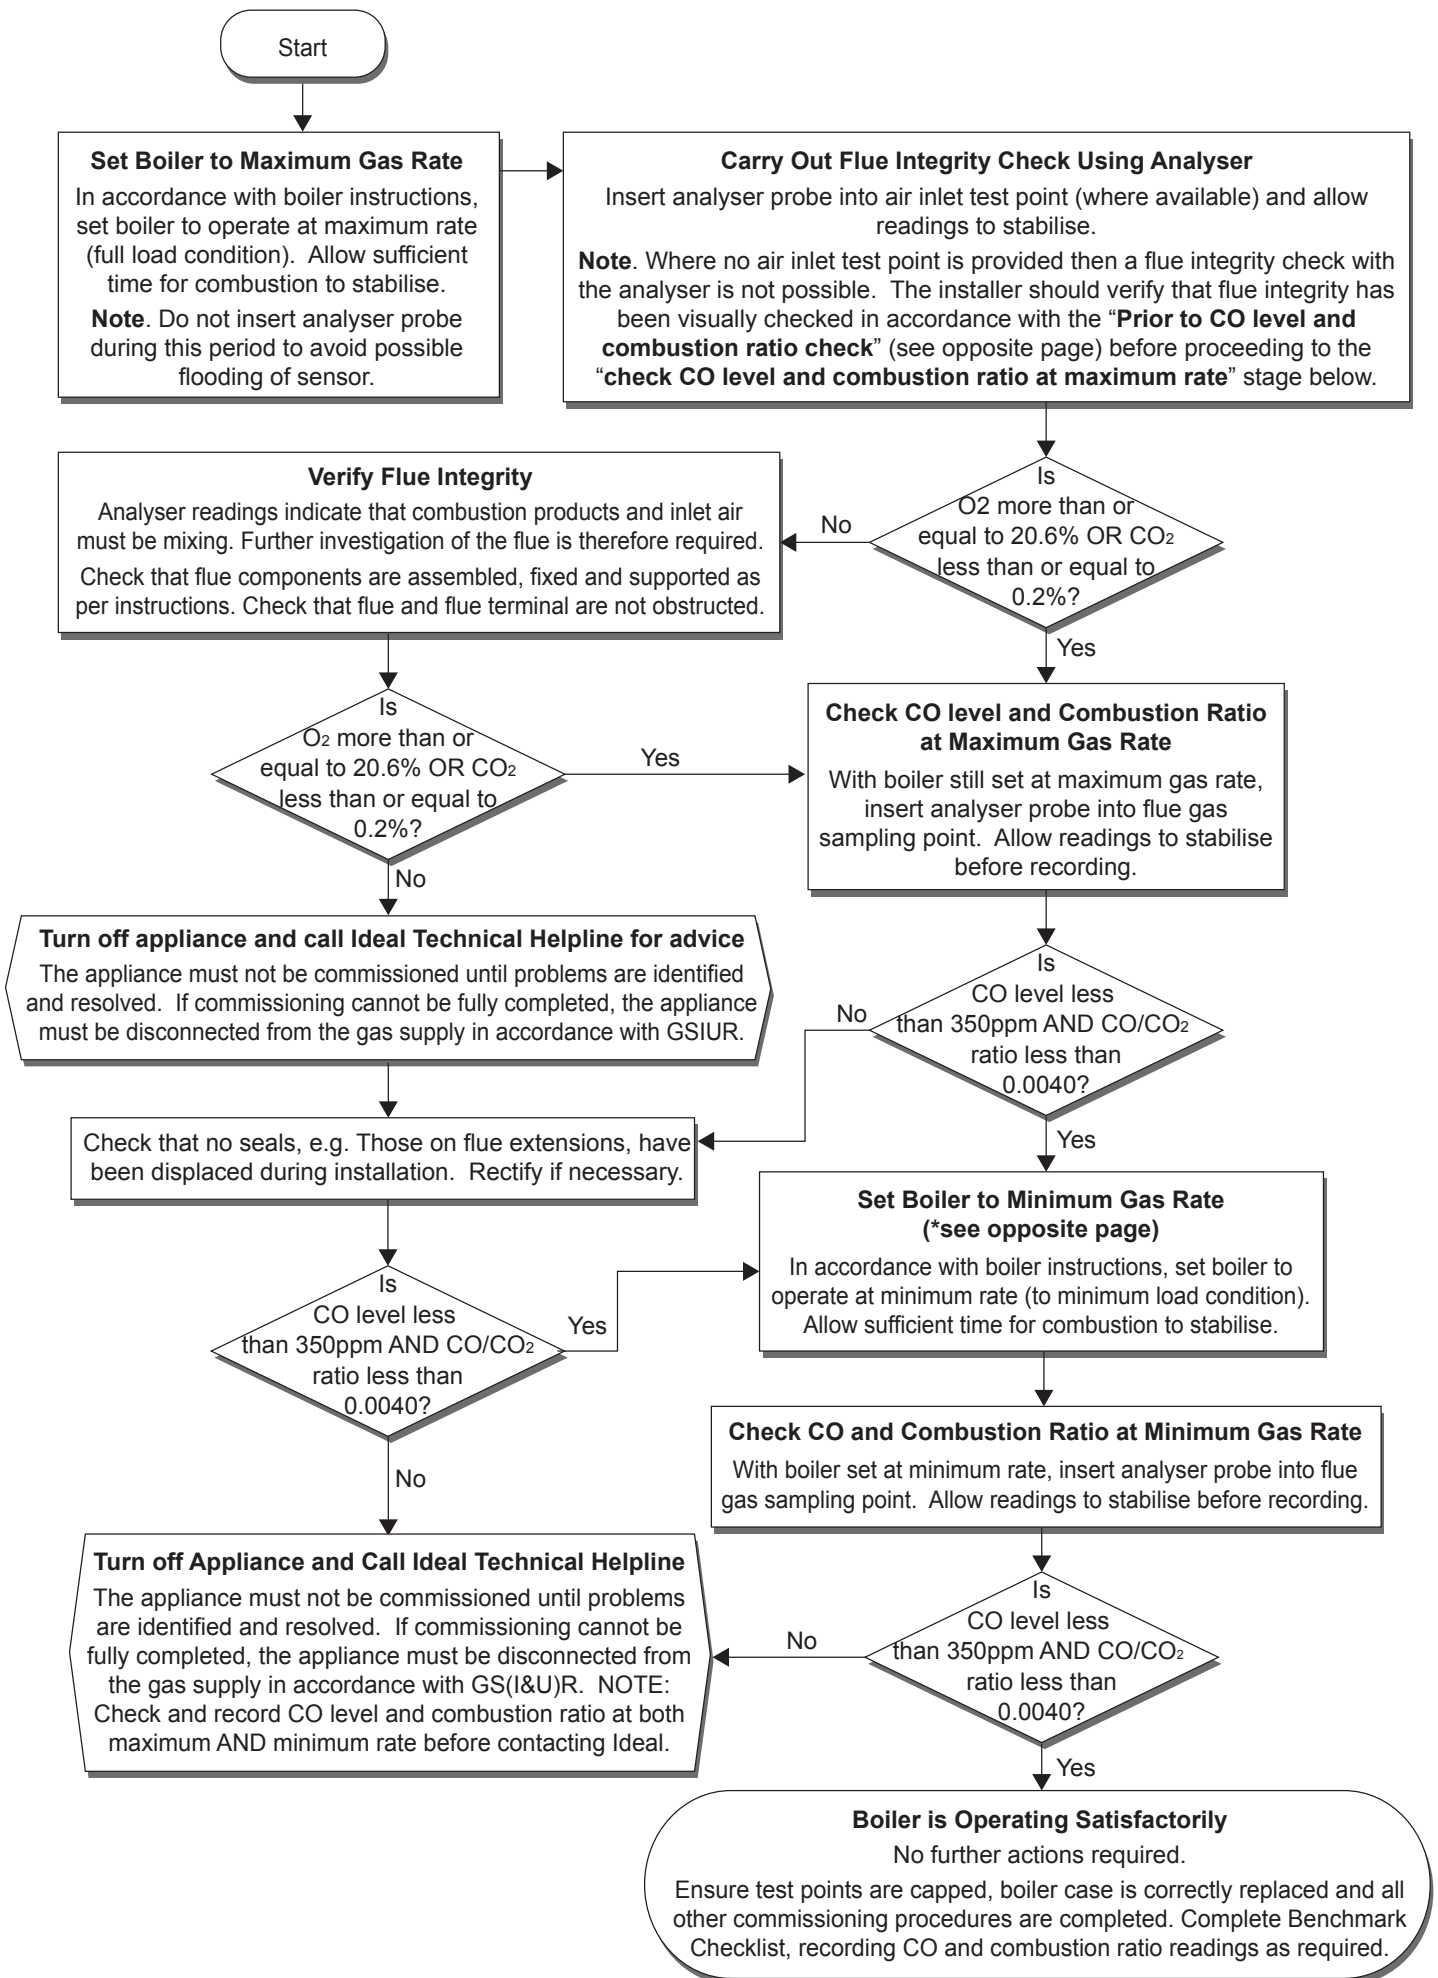 Start
Set Boiler to Maximum Gas Rate
In accordance with boiler instructions,
set boiler to operate at maximum rate
(full load condition).  Allow sufficient
time for combustion to stabilise.
Note. Do not insert analyser probe
during this period to avoid possible
flooding of sensor.
Carry Out Flue Integrity Check Using Analyser
Insert analyser probe into air inlet test point (where available) and allow
readings to stabilise.
Note. Where no air inlet test point is provided then a flue integrity check with
the analyser is not possible.  The installer should verify that flue integrity has
been visually checked in accordance with the “Prior to CO level and
combustion ratio check” (see opposite page) before proceeding to the
“check CO level and combustion ratio at maximum rate” stage below.
Is
O2 more than or
equal to 20.6% OR CO2
less than or equal to
0.2%?
No
Yes
Verify Flue Integrity
Analyser readings indicate that combustion products and inlet air
must be mixing. Further investigation of the flue is therefore required.
Check that flue components are assembled, fixed and supported as
per instructions. Check that flue and flue terminal are not obstructed.
Is
O2 more than or
equal to 20.6% OR CO2
less than or equal to
0.2%?
Yes
No
Check CO level and Combustion Ratio
at Maximum Gas Rate
With boiler still set at maximum gas rate,
insert analyser probe into flue gas
sampling point.  Allow readings to stabilise
before recording.
Turn off appliance and call Ideal Technical Helpline for advice
The appliance must not be commissioned until problems are identified
and resolved.  If commissioning cannot be fully completed, the appliance
must be disconnected from the gas supply in accordance with GSIUR.
Is
CO level less
than 350ppm AND CO/CO2
ratio less than
0.0040?
No
Yes
Check that no seals, e.g. Those on flue extensions, have
been displaced during installation.  Rectify if necessary.
Is
CO level less
than 350ppm AND CO/CO2
ratio less than
0.0040?
Yes
No
Set Boiler to Minimum Gas Rate
(*see opposite page)
In accordance with boiler instructions, set boiler to
operate at minimum rate (to minimum load condition).
Allow sufficient time for combustion to stabilise.
Check CO and Combustion Ratio at Minimum Gas Rate
With boiler set at minimum rate, insert analyser probe into flue
gas sampling point.  Allow readings to stabilise before recording.
Turn off Appliance and Call Ideal Technical Helpline
The appliance must not be commissioned until problems
are identified and resolved.  If commissioning cannot be
fully completed, the appliance must be disconnected from
the gas supply in accordance with GS(I&U)R.  NOTE:
Check and record CO level and combustion ratio at both
maximum AND minimum rate before contacting Ideal.
Is
CO level less
than 350ppm AND CO/CO2
ratio less than
0.0040?
No
Yes
Boiler is Operating Satisfactorily
No further actions required.
Ensure test points are capped, boiler case is correctly replaced and all
other commissioning procedures are completed. Complete Benchmark
Checklist, recording CO and combustion ratio readings as required.